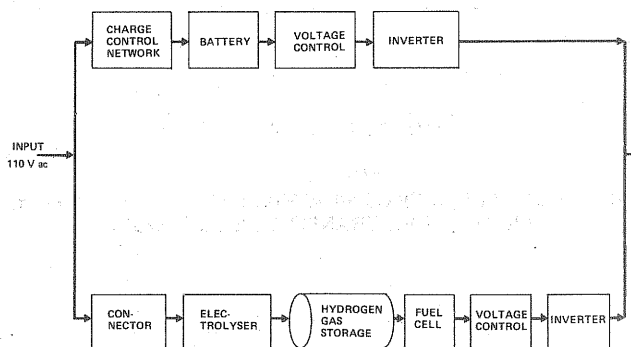 CHARGE
CONTROL
NETWORK
BATTERY
VOLTAGE
CONTROL
INVERTER
INPUT
110 V ac
CON-
NECTOR
ELEC-
TROLYSER
HYDROGEN
GAS
STORAGE
FUEL
CELL
VOLTAGE
CONTROL
INVERTER